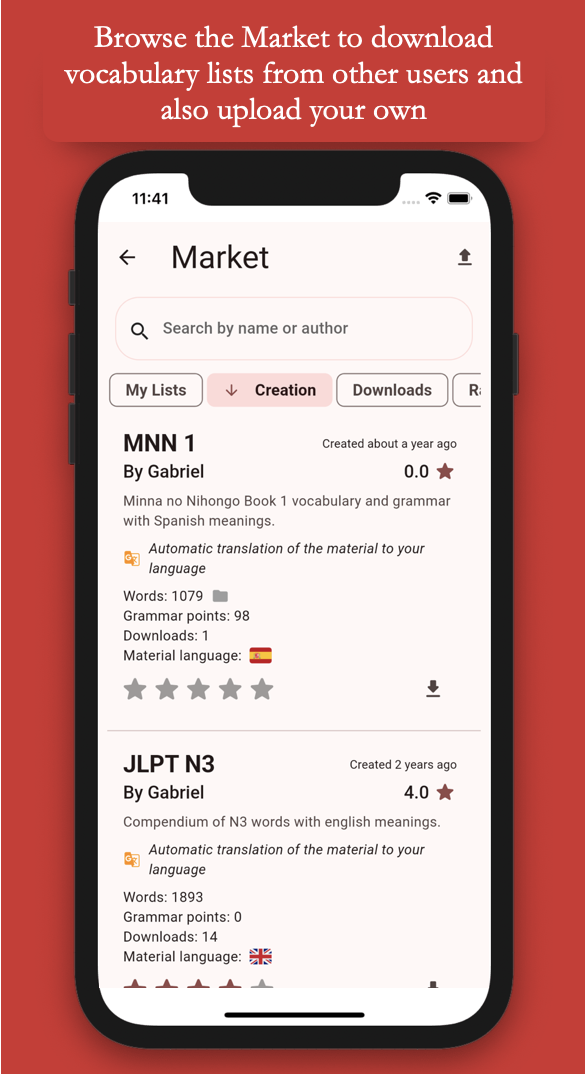 Browse the Market to download
vocabulary lists from other users and
also upload your own
11:41
Market
Search by name or author
My Lists
Creation
Downloads
MNN 1
Created about a year ago
By Gabriel
0.0
Minna no Nihongo Book 1 vocabulary and grammar
with Spanish meanings.
Automatic translation of the material to your
language
Words: 1079
Grammar points: 98
Downloads: 1
Material language:
JLPT N3
Created 2 years ago
By Gabriel
4.0
Compendium of N3 words with english meanings.
Automatic translation of the material to your
language
Words: 1893
Grammar points: 0
Downloads: 14
Material language: